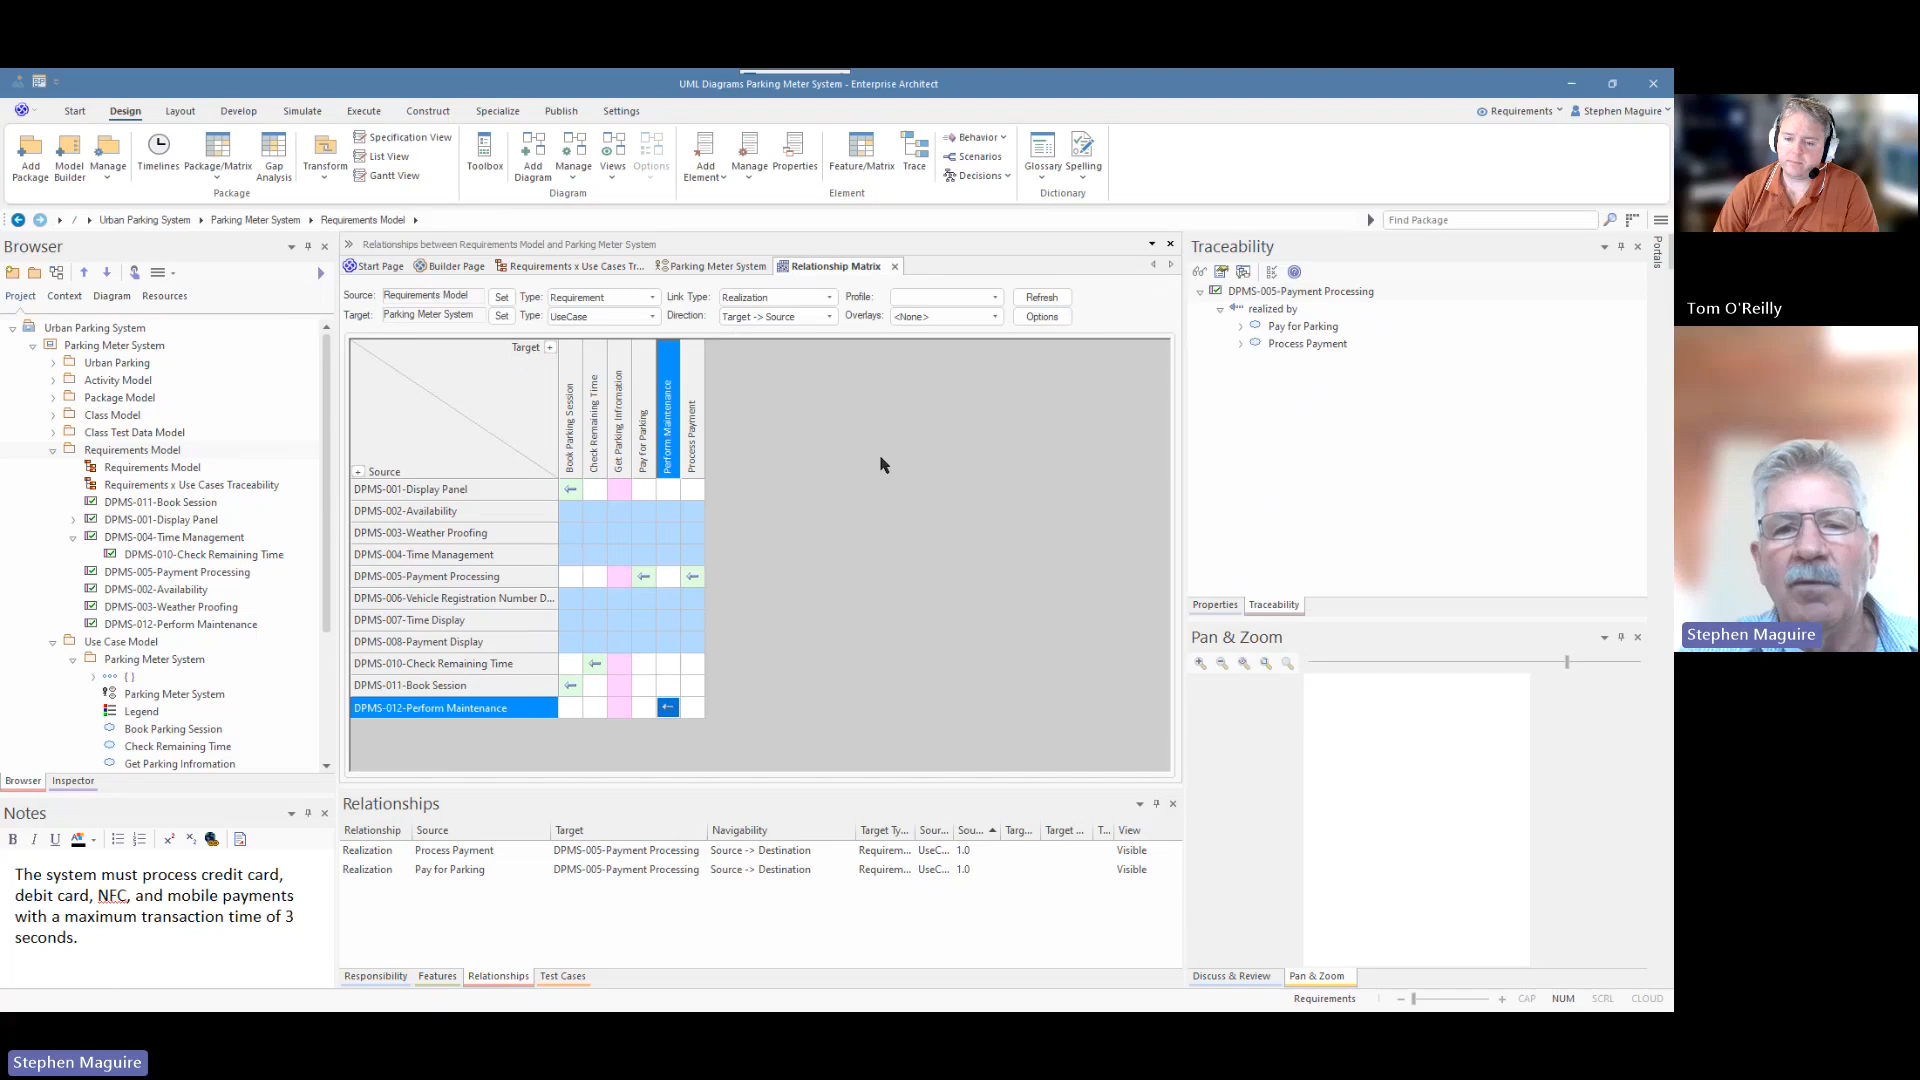 UML Diagrams Parking Meter System - Enterprise Architect
Start Design Layout Develop Simulate Execute Construct Specialize Publish Settings
Requirements Stephen Maguire
Add Package
Model Builder
Manage
Timelines
Package/Matrix
Gap Analysis
Transform
Specification View
List View
Gantt View
Package
Toolbox
Add Diagram
Manage
Views
Options
Diagram
Add Element
Manage
Properties
Feature/Matrix
Trace
Behavior
Scenarios
Decisions
Element
Glossary
Spelling
Dictionary
/ Urban Parking System Parking Meter System Requirements Model
Find Package
Portals
Browser
Project Context Diagram Resources
Urban Parking System
Parking Meter System
Urban Parking
Activity Model
Package Model
Class Model
Class Test Data Model
Requirements Model
Requirements Model
Requirements x Use Cases Traceability
DPMS-011-Book Session
DPMS-001-Display Panel
DPMS-004-Time Management
DPMS-010-Check Remaining Time
DPMS-005-Payment Processing
DPMS-002-Availability
DPMS-003-Weather Proofing
DPMS-012-Perform Maintenance
Use Case Model
Parking Meter System
{ }
Parking Meter System
Legend
Book Parking Session
Check Remaining Time
Get Parking Infromation
Browser Inspector
Notes
B I U
The system must process credit card,
debit card, NFC, and mobile payments
with a maximum transaction time of 3
seconds.
Relationships between Requirements Model and Parking Meter System
Start Page Builder Page Requirements x Use Cases Tr... Parking Meter System Relationship Matrix
Source: Requirements Model Set Type: Requirement Link Type: Realization Profile: Refresh
Target: Parking Meter System Set Type: UseCase Direction: Target -> Source Overlays: <None> Options
Target +
Book Parking Session
Check Remaining Time
Get Parking Infromation
Pay for Parking
Perform Maintenance
Process Payment
+ Source
DPMS-001-Display Panel
DPMS-002-Availability
DPMS-003-Weather Proofing
DPMS-004-Time Management
DPMS-005-Payment Processing
DPMS-006-Vehicle Registration Number D...
DPMS-007-Time Display
DPMS-008-Payment Display
DPMS-010-Check Remaining Time
DPMS-011-Book Session
DPMS-012-Perform Maintenance
Relationships
Relationship Source Target Navigability Target Ty... Sour... Sou... Targ... Target ... T... View
Realization Process Payment DPMS-005-Payment Processing Source -> Destination Requirem... UseC... 1.0 Visible
Realization Pay for Parking DPMS-005-Payment Processing Source -> Destination Requirem... UseC... 1.0 Visible
Responsibility Features Relationships Test Cases
Traceability
DPMS-005-Payment Processing
realized by
Pay for Parking
Process Payment
Properties Traceability
Pan & Zoom
Discuss & Review Pan & Zoom
Requirements CAP NUM SCRL CLOUD
Tom O'Reilly
Stephen Maguire
Stephen Maguire